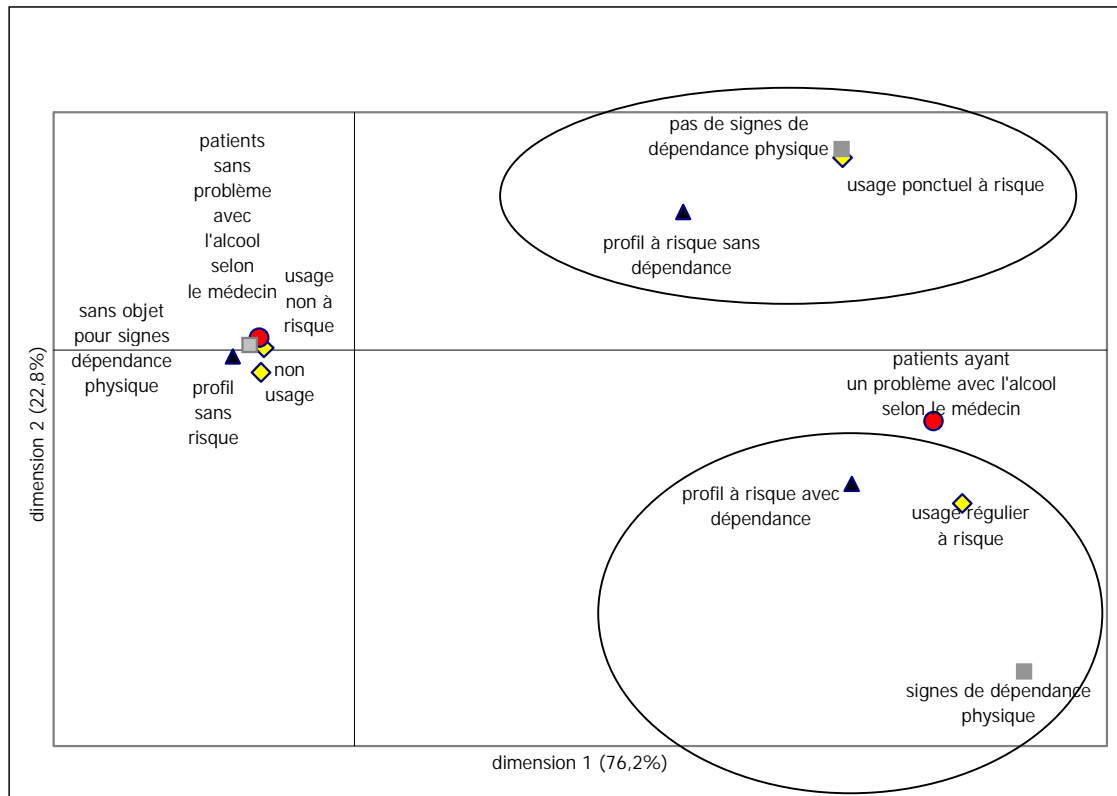 pas de signes de
dépendance physique
usage ponctuel à risque
profil à risque sans
dépendance
patients
sans
problème
avec
l'alcool
selon
le médecin
usage
non à
risque
sans objet
pour signes
dépendance
physique
profil
sans
risque
non
usage
patients ayant
un problème avec l'alcool
selon le médecin
profil à risque avec
dépendance
usage régulier
à risque
signes de dépendance
physique
dimension 2 (22,8%)
dimension 1 (76,2%)